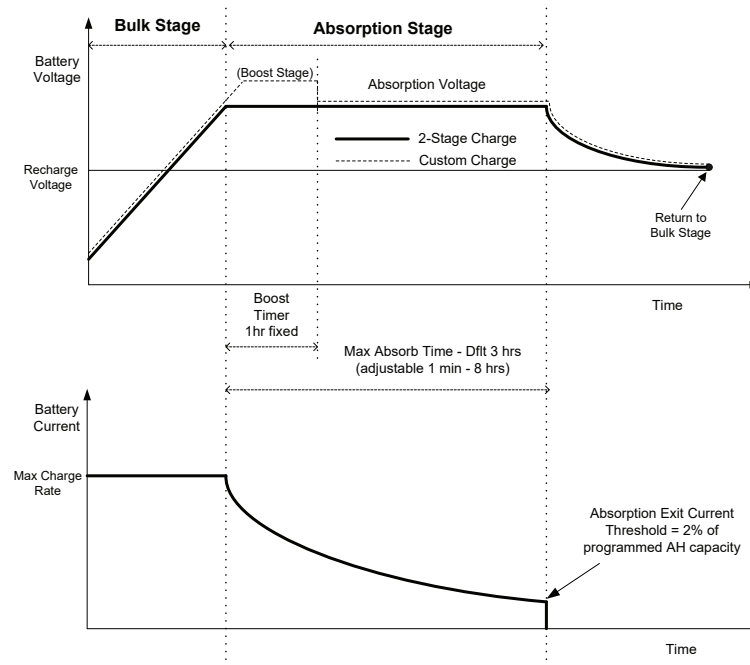 Bulk Stage
Absorption Stage
Battery
Voltage
(Boost Stage)
Absorption Voltage
2-Stage Charge
Custom Charge
Recharge
Voltage
Return to
Bulk Stage
Time
Boost
Timer
1hr fixed
Max Absorb Time - Dflt 3 hrs
(adjustable 1 min - 8 hrs)
Battery
Current
Max Charge
Rate
Absorption Exit Current
Threshold = 2% of
programmed AH capacity
Time